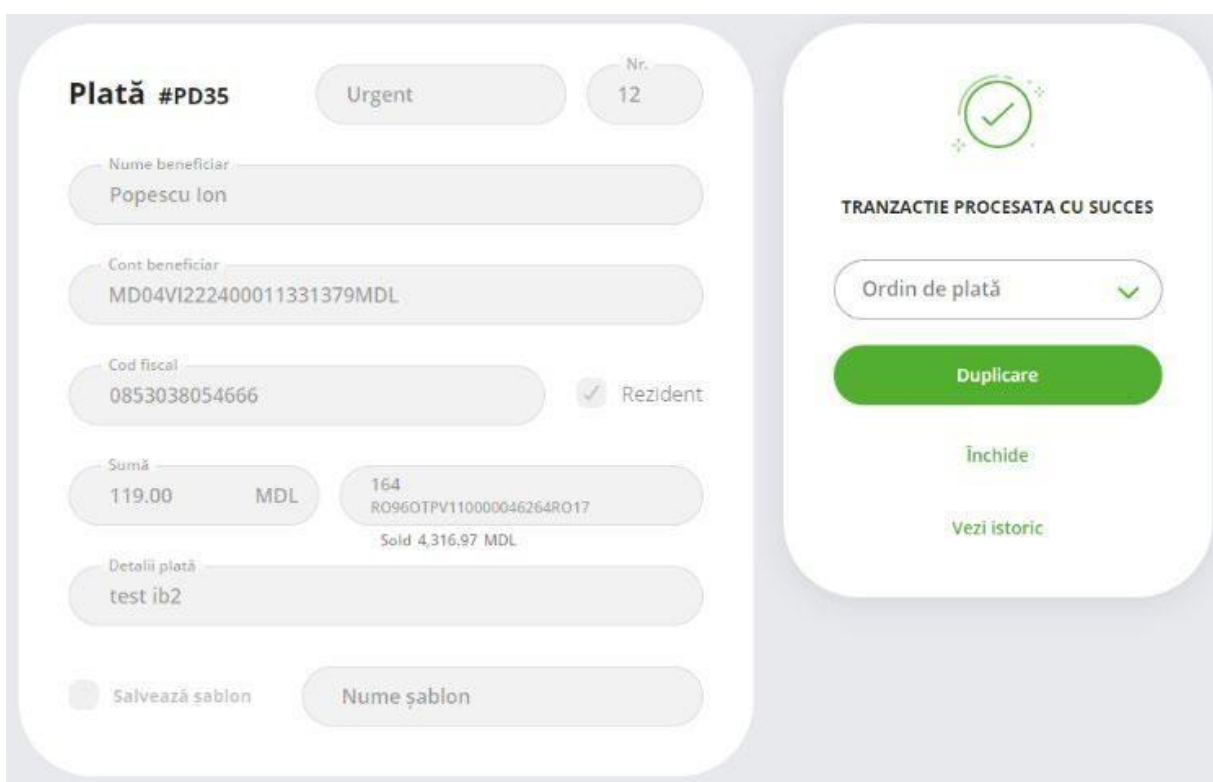 Plată #PD35
Urgent
Nr.
12
Nume beneficiar
Popescu Ion
Cont beneficiar
MD04VI222400011331379MDL
Cod fiscal
0853038054666
Rezident
Sumă
119.00 MDL
164
RO96OTPV110000046264RO17
Sold 4,316.97 MDL
Detalii plată
test ib2
Salvează șablon
Nume șablon
TRANZACTIE PROCESATA CU SUCCES
Ordin de plată
Duplicare
Închide
Vezi istoric